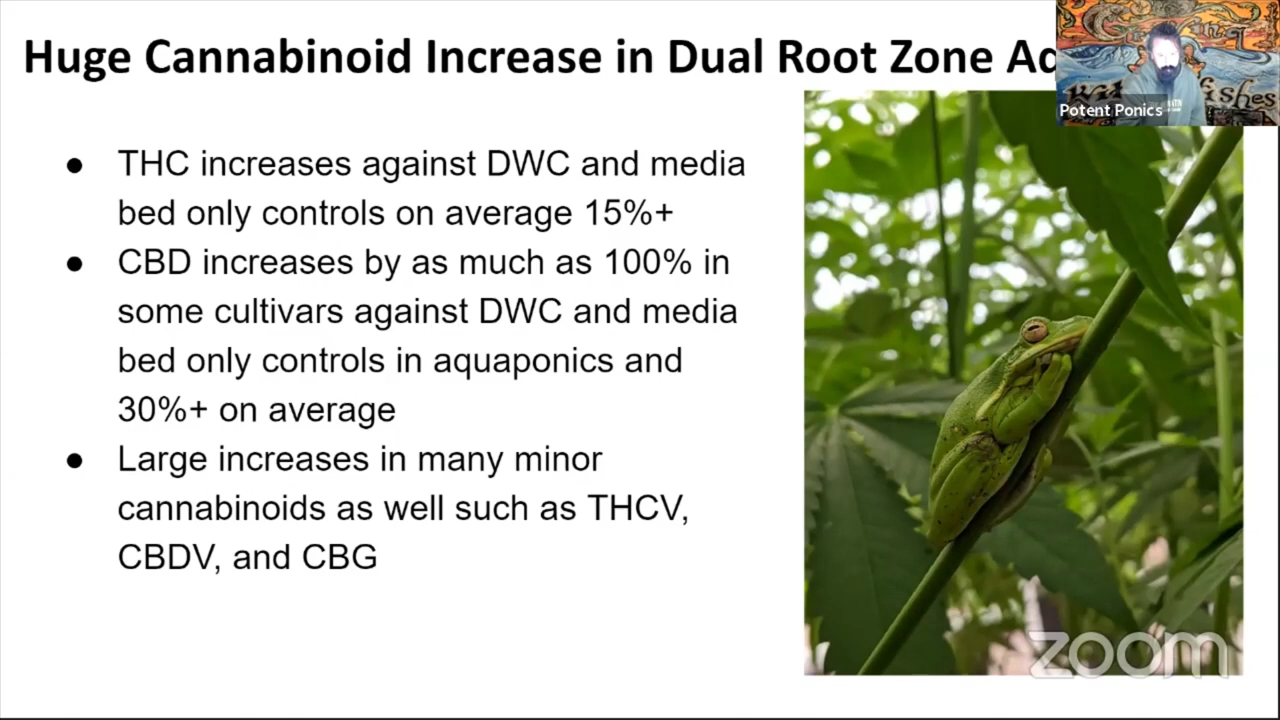 Huge Cannabinoid Increase in Dual Root Zone
Potent Ponics
● THC increases against DWC and media
bed only controls on average 15%+
● CBD increases by as much as 100% in
some cultivars against DWC and media
bed only controls in aquaponics and
30%+ on average
● Large increases in many minor
cannabinoids as well such as THCV,
CBDV, and CBG
zoom